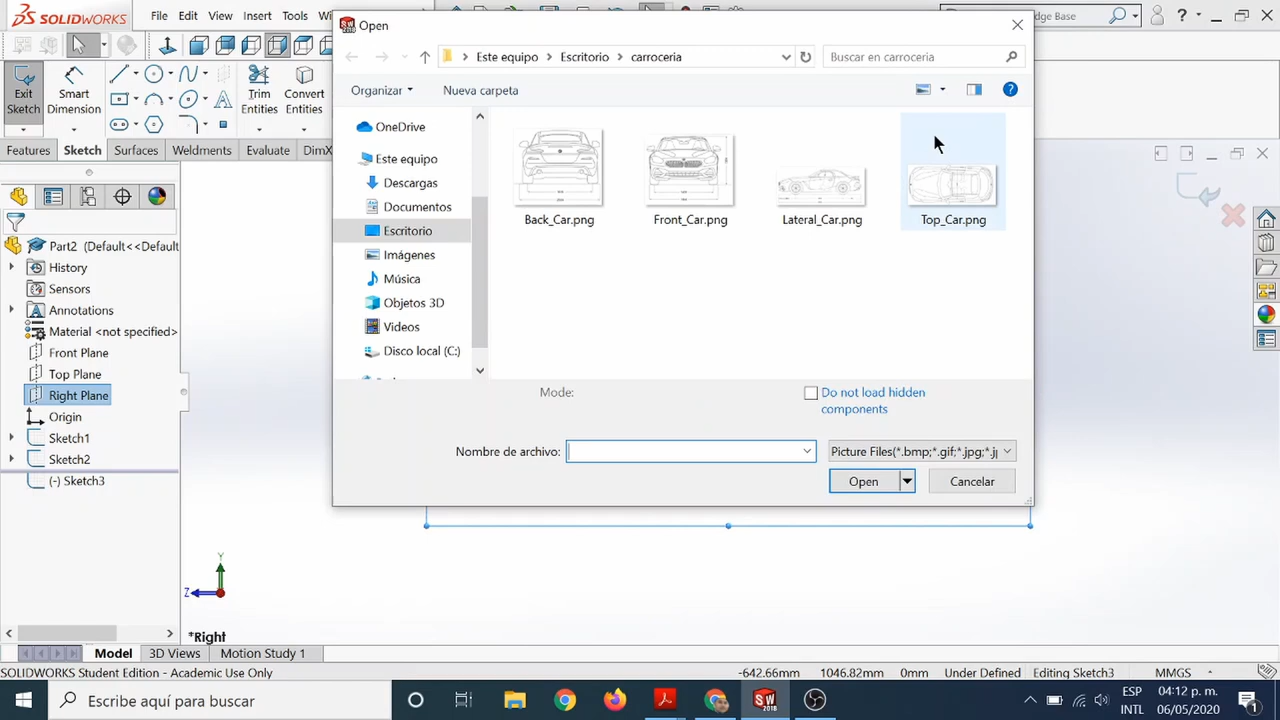 SOLIDWORKS
File
Edit
View
Insert
Tools
Open
dge Base
Este equipo
Escritorio
carroceria
Buscar en carroceria
Organizar
Nueva carpeta
Exit
Sketch
Smart
Dimension
Trim
Entities
Convert
Entities
Features
Sketch
Surfaces
Weldments
Evaluate
DimX
OneDrive
Este equipo
Descargas
Documentos
Escritorio
Imágenes
Música
Objetos 3D
Videos
Disco local (C:)
Back_Car.png
Front_Car.png
Lateral_Car.png
Top_Car.png
Part2 (Default<<Default
History
Sensors
Annotations
Material <not specified>
Front Plane
Top Plane
Right Plane
Origin
Sketch1
Sketch2
(-) Sketch3
Mode:
Do not load hidden
components
Nombre de archivo:
Picture Files(*.bmp;*.gif;*.jpg;*.j
Open
Cancelar
Y
Z
*Right
Model
3D Views
Motion Study 1
SOLIDWORKS Student Edition - Academic Use Only
-642.66mm
1046.82mm
0mm
Under Defined
Editing Sketch3
MMGS
Escribe aquí para buscar
ESP
INTL
04:12 p. m.
06/05/2020